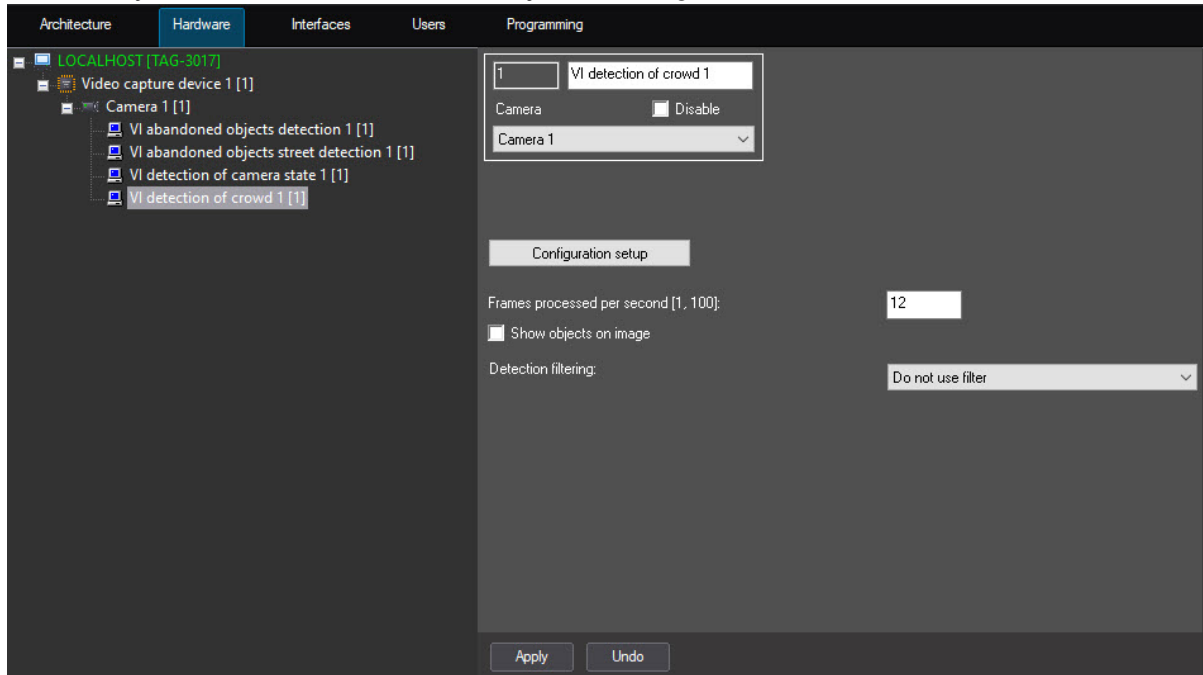 Architecture Hardware Interfaces Users Programming
LOCALHOST [TAG-3017]
Video capture device 1 [1]
Camera 1 [1]
VI abandoned objects detection 1 [1]
VI abandoned objects street detection 1 [1]
VI detection of camera state 1 [1]
VI detection of crowd 1 [1]
1 VI detection of crowd 1
Camera Disable
Camera 1
Configuration setup
Frames processed per second [1, 100]: 12
Show objects on image
Detection filtering: Do not use filter
Apply Undo